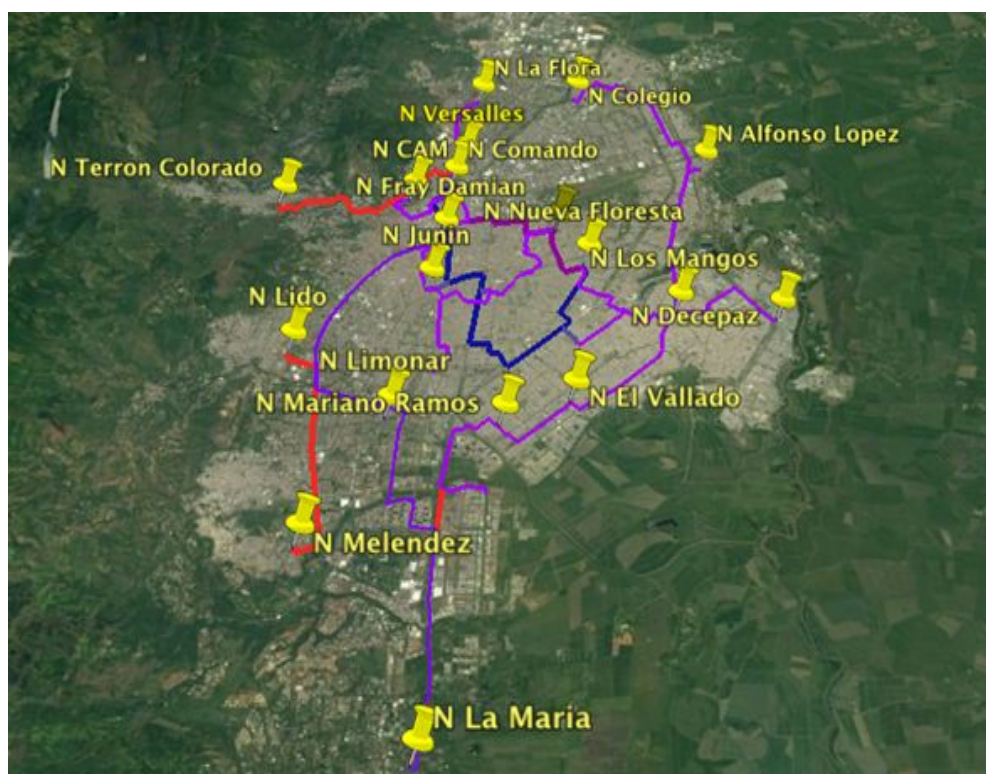 N La Flora
N Colegio
N Versalles
N Alfonso Lopez
N CAM
N Comando
N Terron Colorado
N Fray Damian
N Nueva Floresta
N Junin
N Los Mangos
N Lido
N Decepaz
N Limonar
N Mariano Ramos
N El Vallado
N Melendez
N La Maria